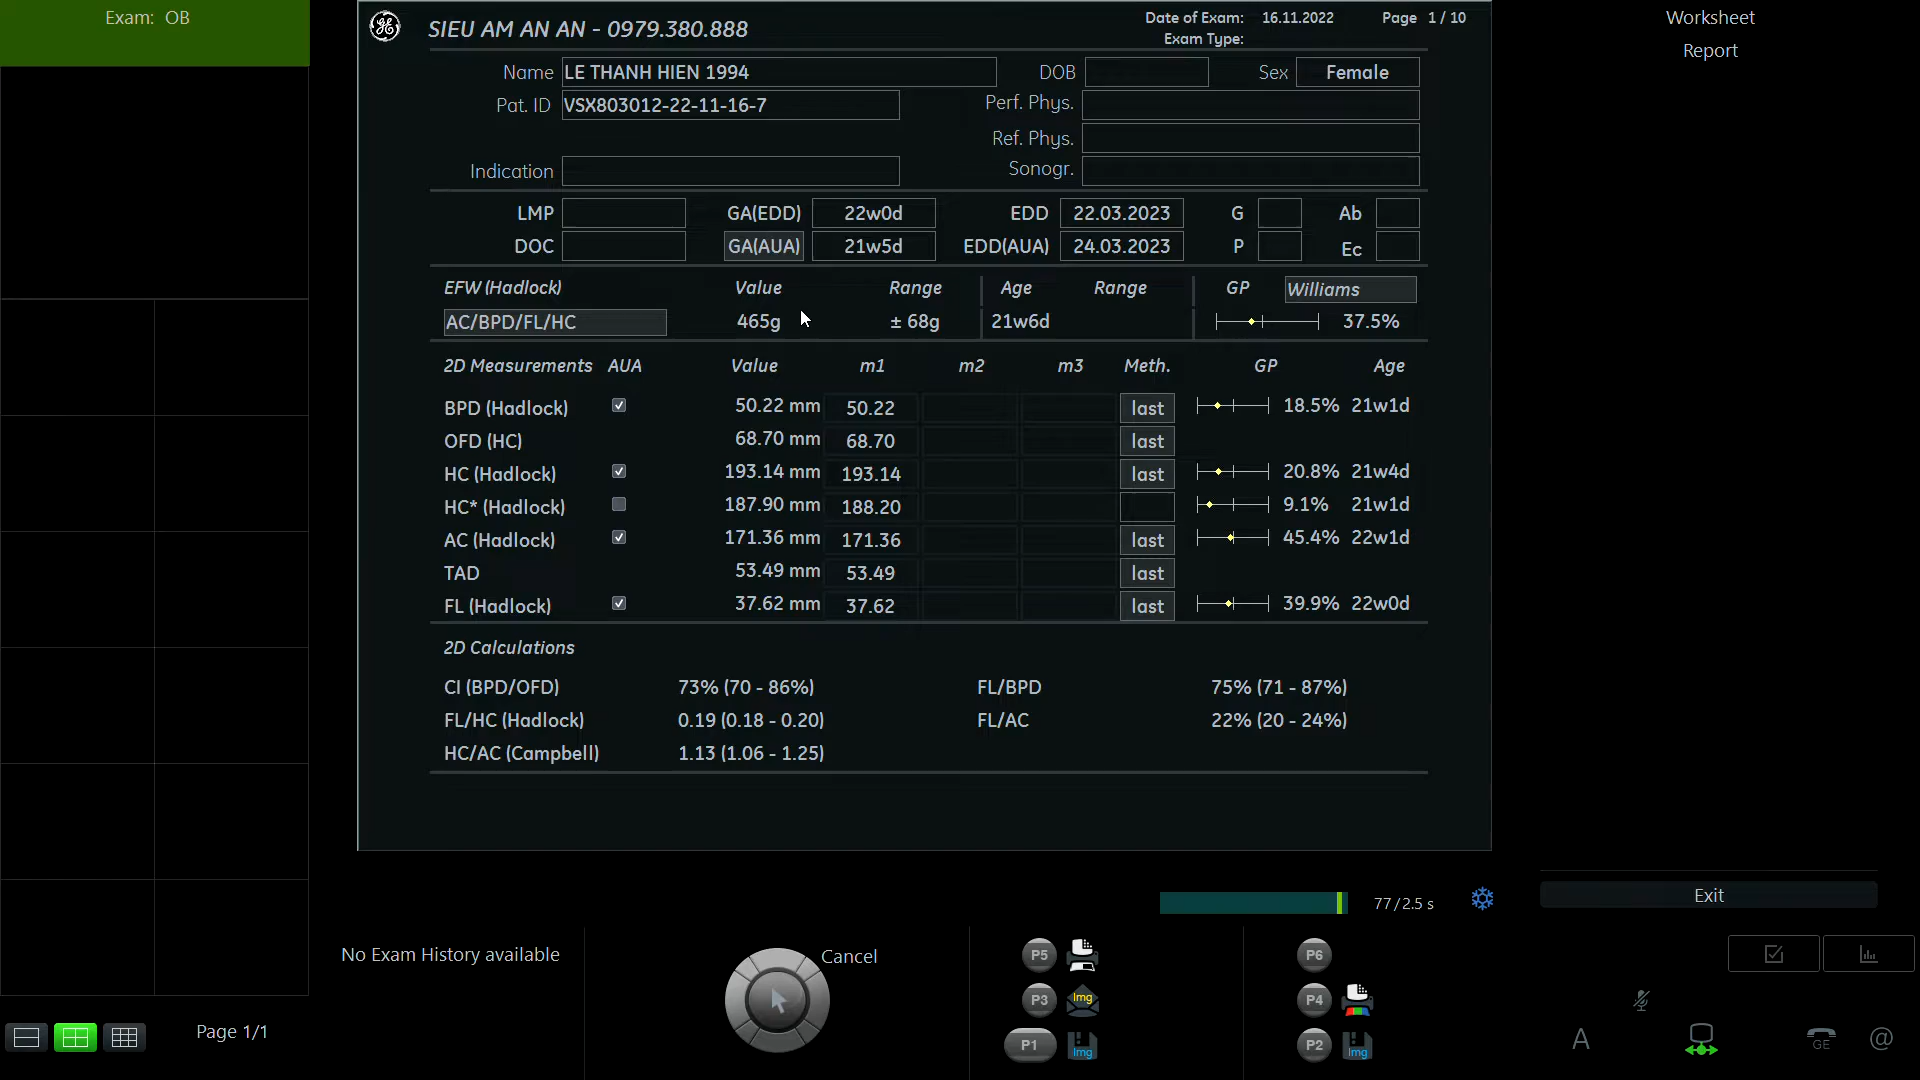 Exam: OB
SIEU AM AN AN - 0979.380.888
Date of Exam: 16.11.2022 Page 1 / 10
Exam Type:
Worksheet
Report
Name LE THANH HIEN 1994 DOB Sex Female
Pat. ID VSX803012-22-11-16-7 Perf. Phys.
Ref. Phys.
Indication Sonogr.
LMP GA(EDD) 22w0d EDD 22.03.2023 G Ab
DOC GA(AUA) 21w5d EDD(AUA) 24.03.2023 P Ec
EFW (Hadlock) Value Range Age Range GP Williams
AC/BPD/FL/HC 465g ± 68g 21w6d 37.5%
2D Measurements AUA Value m1 m2 m3 Meth. GP Age
BPD (Hadlock) 50.22 mm 50.22 last 18.5% 21w1d
OFD (HC) 68.70 mm 68.70 last
HC (Hadlock) 193.14 mm 193.14 last 20.8% 21w4d
HC* (Hadlock) 187.90 mm 188.20 9.1% 21w1d
AC (Hadlock) 171.36 mm 171.36 last 45.4% 22w1d
TAD 53.49 mm 53.49 last
FL (Hadlock) 37.62 mm 37.62 last 39.9% 22w0d
2D Calculations
CI (BPD/OFD) 73% (70 - 86%) FL/BPD 75% (71 - 87%)
FL/HC (Hadlock) 0.19 (0.18 - 0.20) FL/AC 22% (20 - 24%)
HC/AC (Campbell) 1.13 (1.06 - 1.25)
77/2.5 s
Exit
No Exam History available
Cancel
P5 P6
P3 Img P4
P1 Img P2 Img
Page 1/1
A GE @